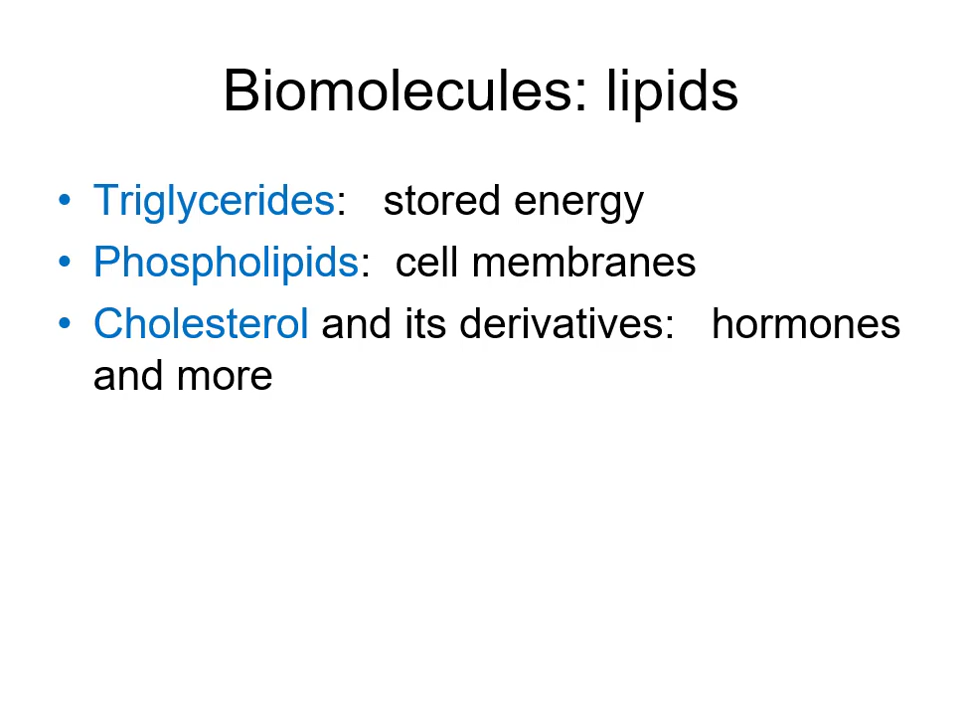 Biomolecules: lipids
• Triglycerides: stored energy
• Phospholipids: cell membranes
• Cholesterol and its derivatives: hormones
and more